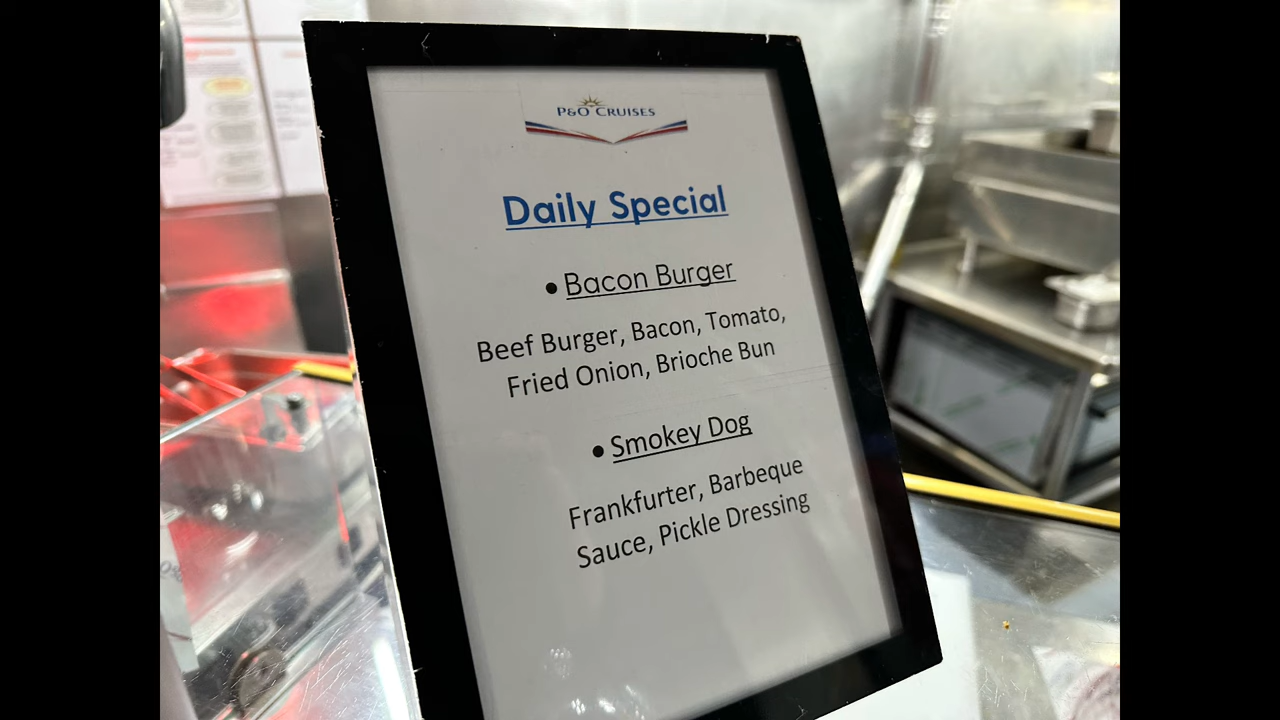 P&O CRUISES
Daily Special
• Bacon Burger
Beef Burger, Bacon, Tomato,
Fried Onion, Brioche Bun
• Smokey Dog
Frankfurter, Barbeque
Sauce, Pickle Dressing